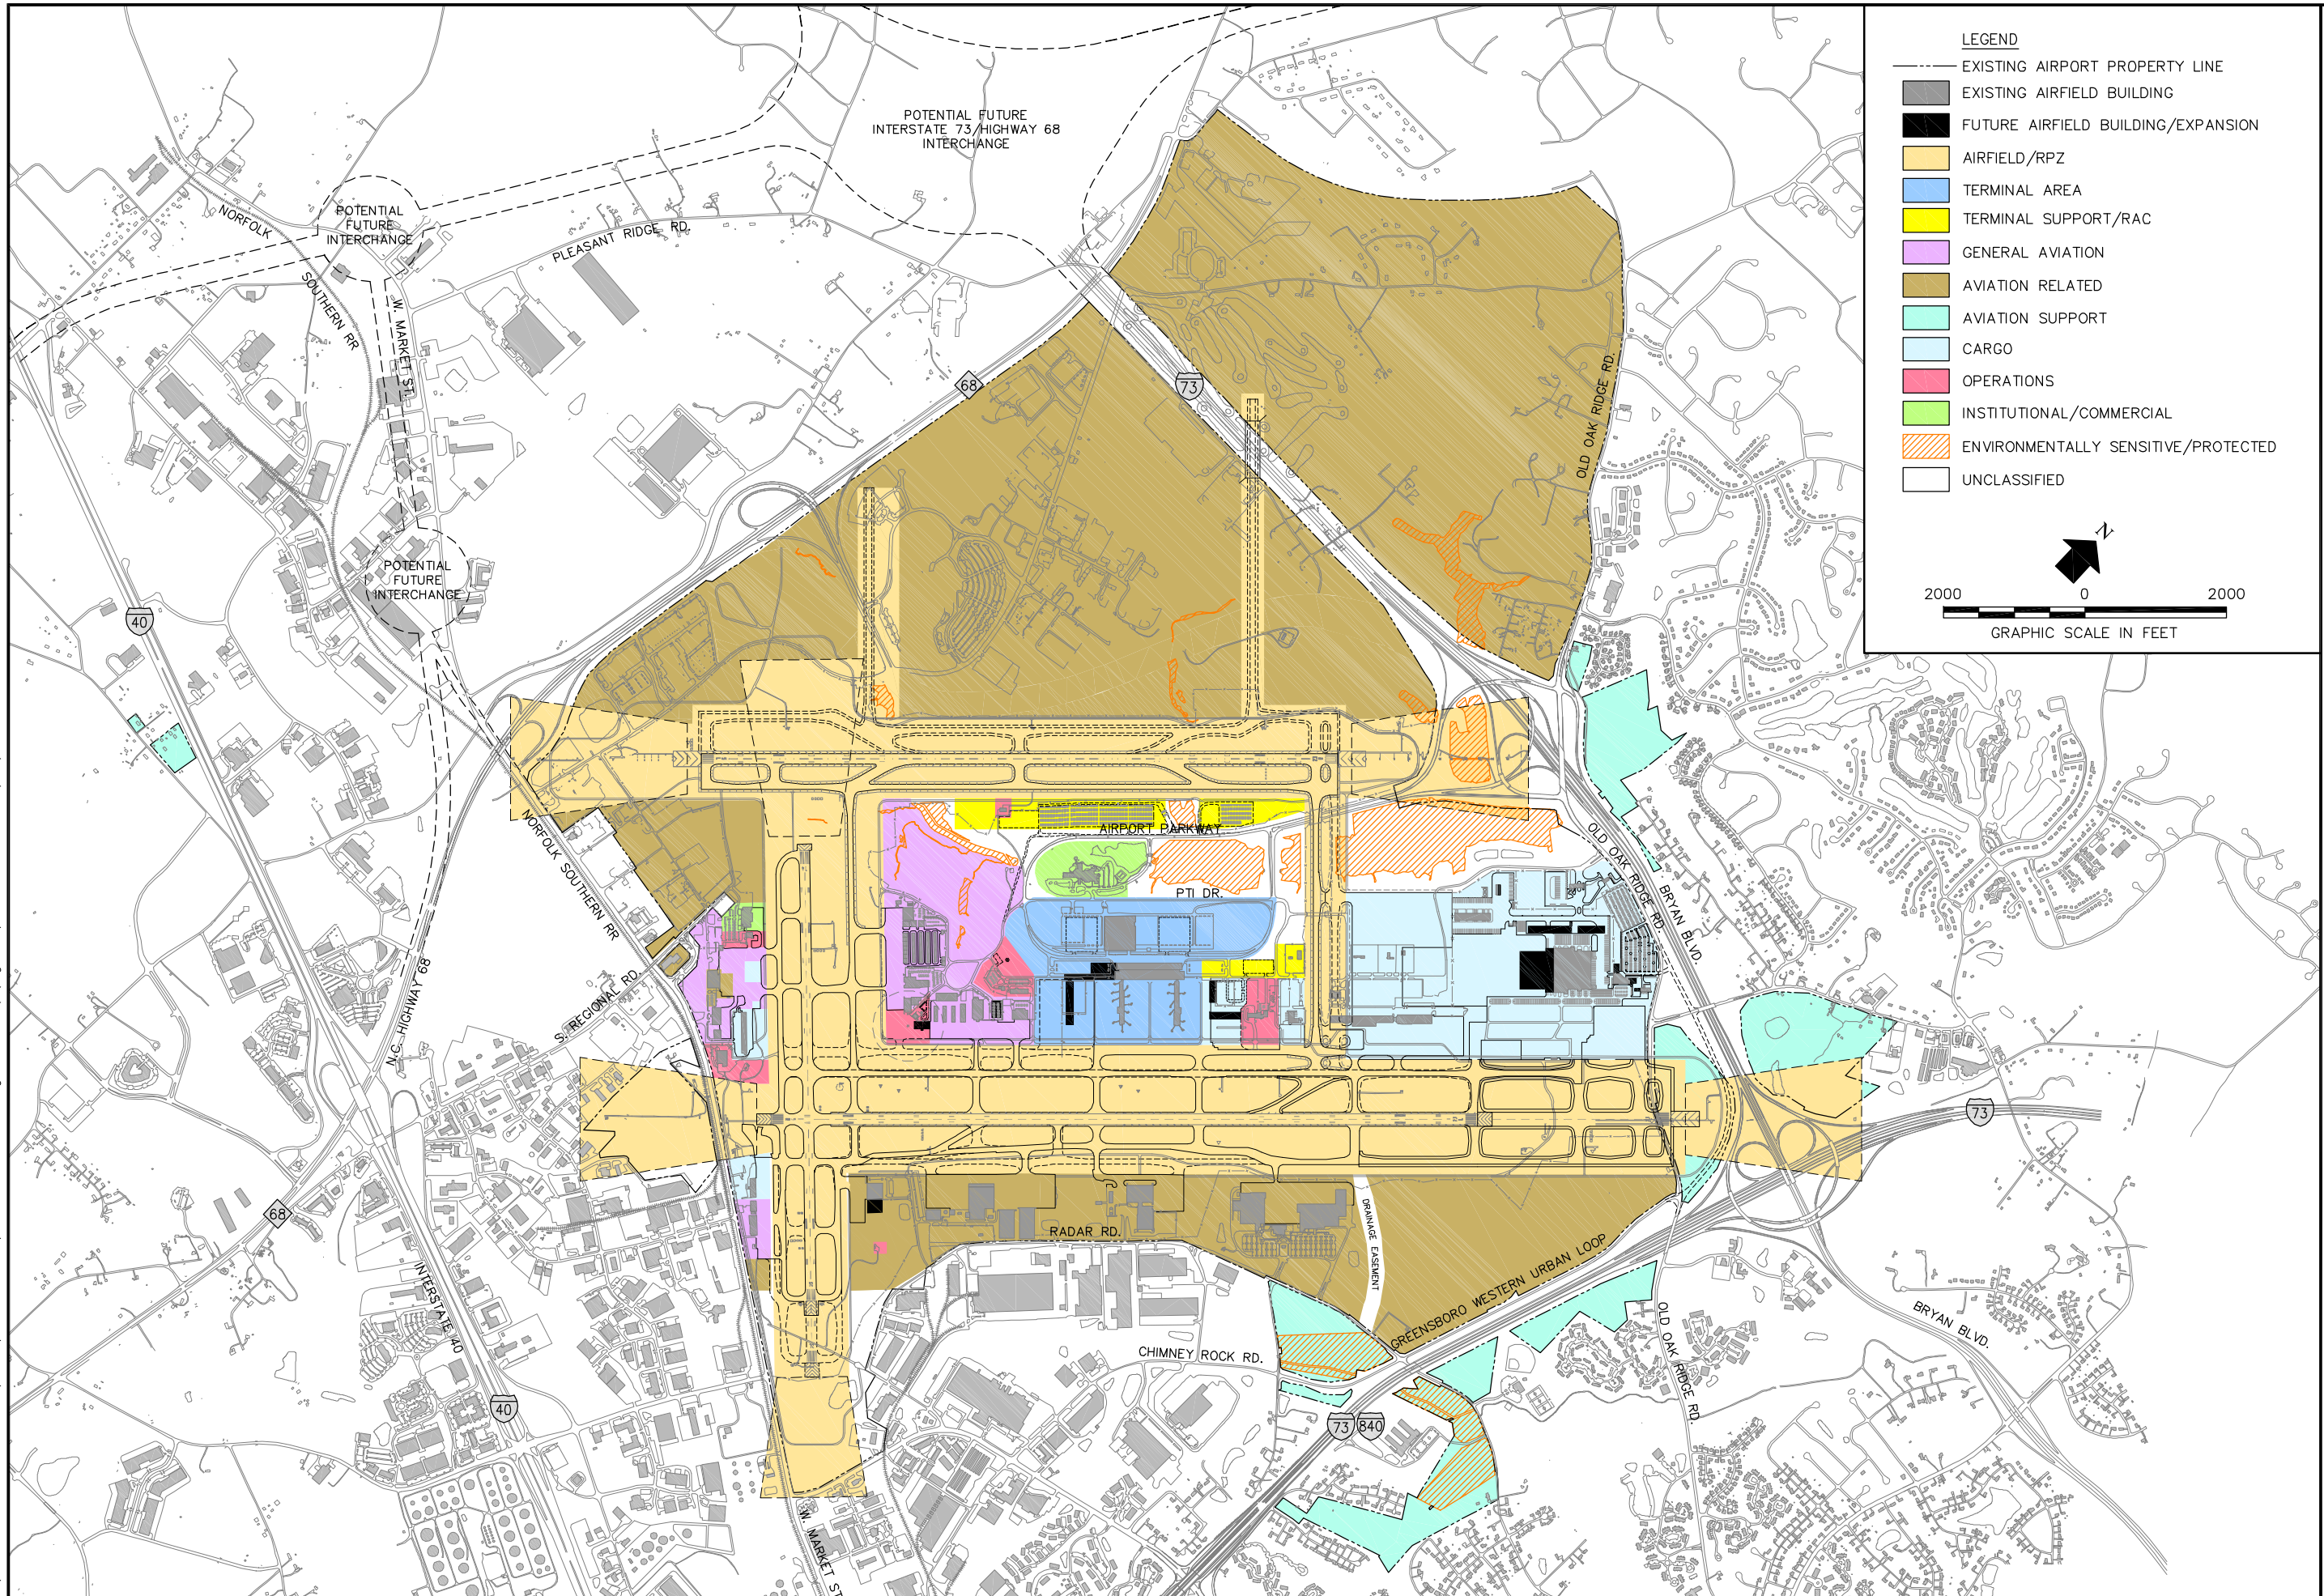 LEGEND
EXISTING AIRPORT PROPERTY LINE
EXISTING AIRFIELD BUILDING
FUTURE AIRFIELD BUILDING/EXPANSION
AIRFIELD/RPZ
TERMINAL AREA
TERMINAL SUPPORT/RAC
GENERAL AVIATION
AVIATION RELATED
AVIATION SUPPORT
CARGO
OPERATIONS
INSTITUTIONAL/COMMERCIAL
ENVIRONMENTALLY SENSITIVE/PROTECTED
UNCLASSIFIED
N
2000 0 2000
GRAPHIC SCALE IN FEET
POTENTIAL FUTURE
INTERSTATE 73/HIGHWAY 68
INTERCHANGE
NORFOLK
SOUTHERN RR
POTENTIAL
FUTURE
INTERCHANGE
PLEASANT RIDGE RD.
W. MARKET ST.
68
73
OLD OAK RIDGE RD.
POTENTIAL
FUTURE
INTERCHANGE
40
NORFOLK SOUTHERN RR
AIRPORT PARKWAY
PTI DR.
OLD OAK RIDGE RD.
BRYAN BLVD.
S. REGIONAL RD.
N.C. HIGHWAY 68
73
68
RADAR RD.
DRAINAGE EASEMENT
GREENSBORO WESTERN URBAN LOOP
INTERSTATE 40
CHIMNEY ROCK RD.
OLD OAK RIDGE RD.
BRYAN BLVD.
40
73
840
W. MARKET ST